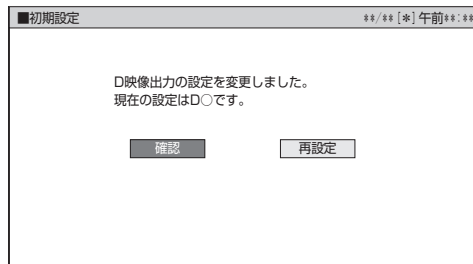 ■初期設定 **/** [*] 午前**:**
D映像出力の設定を変更しました。
現在の設定はD○です。
確認 再設定